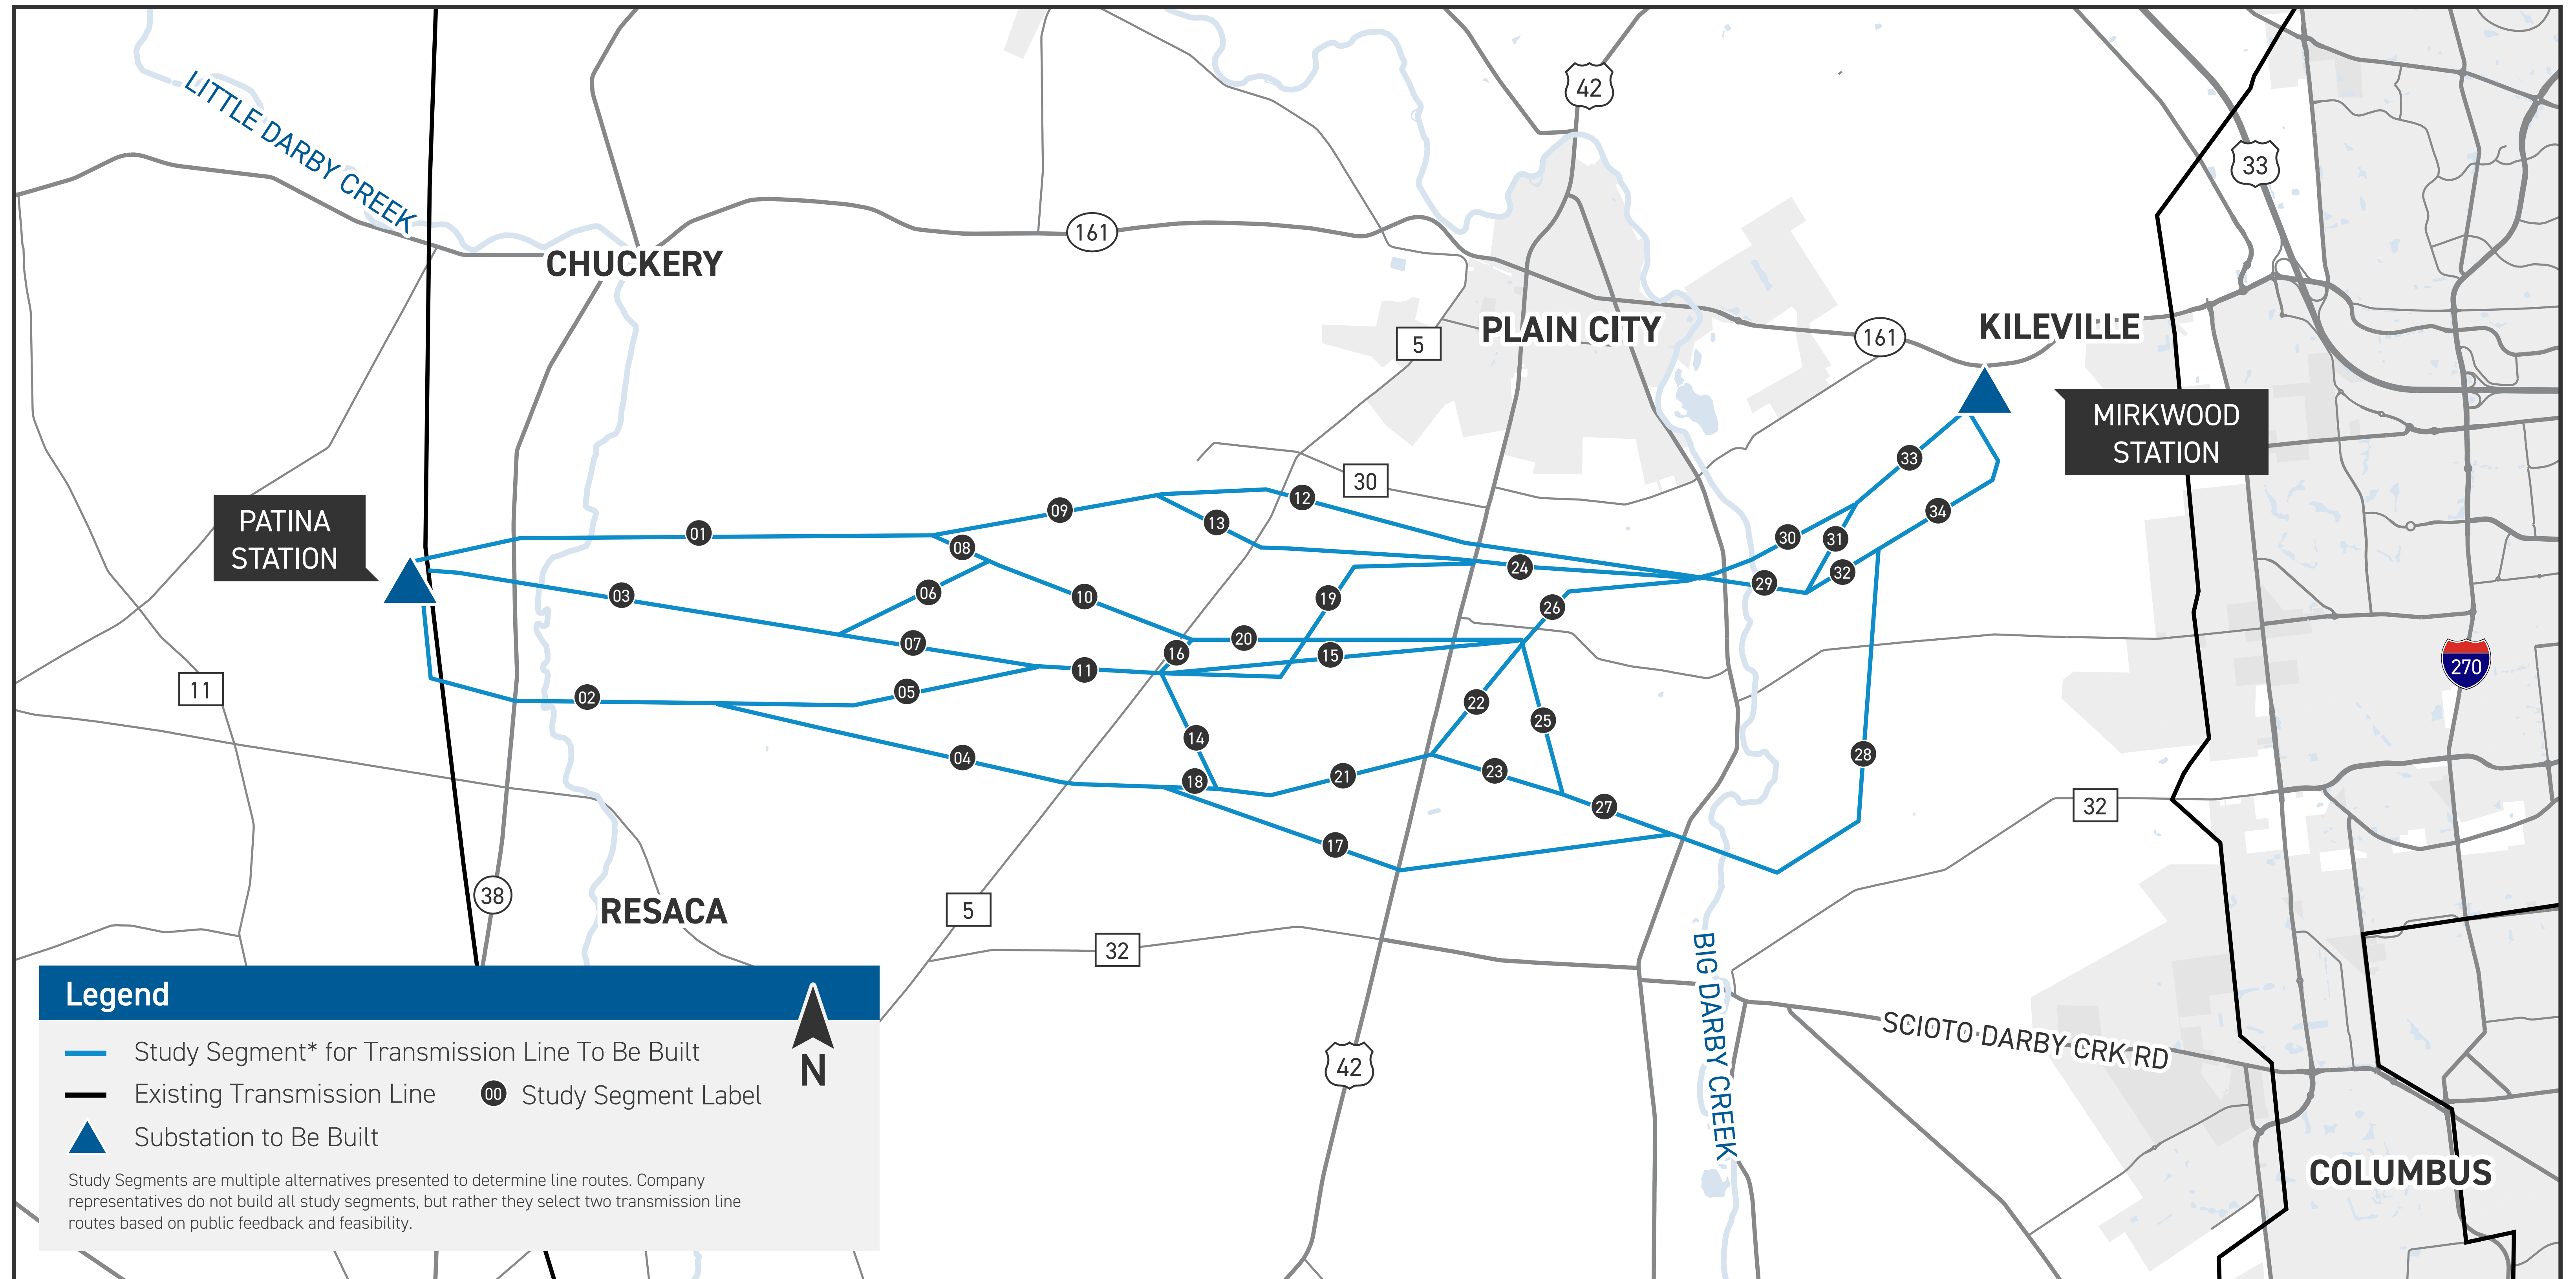 42
33
LITTLE DARBY CREEK
161
CHUCKERY
5
PLAIN CITY
161
KILEVILLE
MIRKWOOD
STATION
30
PATINA
STATION
01
02
03
04
05
06
07
08
09
10
11
12
13
14
15
16
17
18
19
20
21
22
23
24
25
26
27
28
29
30
31
32
33
34
11
270
32
38
RESACA
5
32
BIG DARBY CREEK
SCIOTO DARBY CRK RD
42
COLUMBUS
Legend
Study Segment* for Transmission Line To Be Built
Existing Transmission Line
00 Study Segment Label
Substation to Be Built
N
Study Segments are multiple alternatives presented to determine line routes. Company
representatives do not build all study segments, but rather they select two transmission line
routes based on public feedback and feasibility.